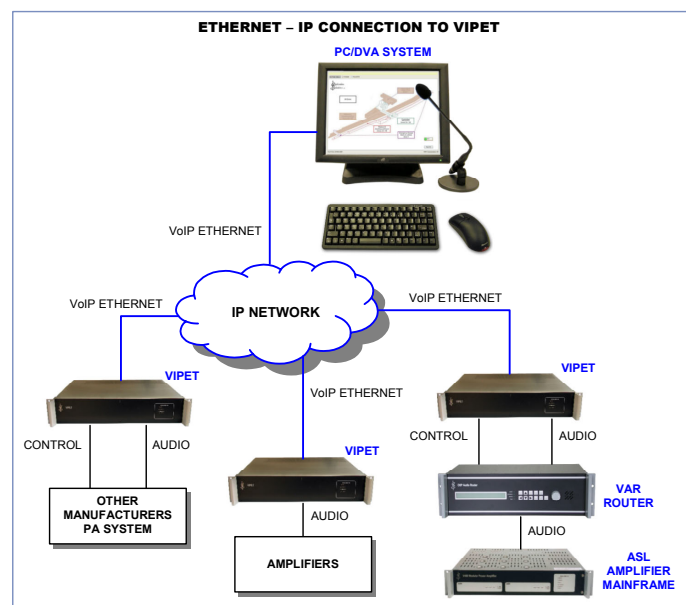 ETHERNET – IP CONNECTION TO VIPET
PC/DVA SYSTEM
VoIP ETHERNET
VoIP ETHERNET
IP NETWORK
VoIP ETHERNET
VIPET
VoIP ETHERNET
VIPET
CONTROL
AUDIO
VIPET
CONTROL
AUDIO
OTHER
MANUFACTURERS
PA SYSTEM
AUDIO
AMPLIFIERS
VAR
ROUTER
AUDIO
ASL
AMPLIFIER
MAINFRAME